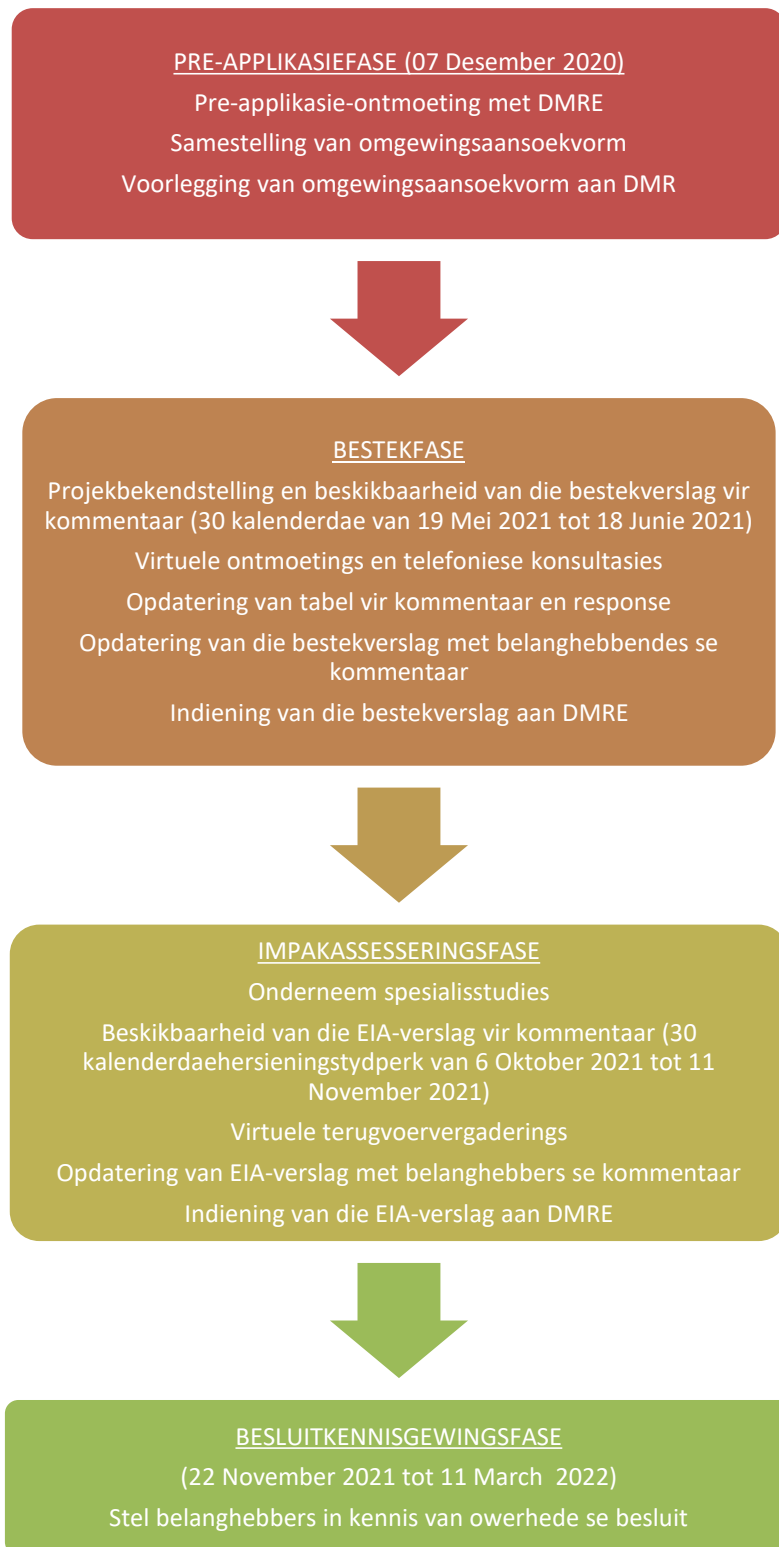 PRE-APPLIKASIEFASE (07 Desember 2020)
Pre-applikasie-ontmoeting met DMRE
Samestelling van omgewingsaansoekvorm
Voorlegging van omgewingsaansoekvorm aan DMR
BESTEKFASE
Projekbekendstelling en beskikbaarheid van die bestekverslag vir
kommentaar (30 kalenderdae van 19 Mei 2021 tot 18 Junie 2021)
Virtuele ontmoetings en telefoniese konsultasies
Opdatering van tabel vir kommentaar en response
Opdatering van die bestekverslag met belanghebbendes se
kommentaar
Indiening van die bestekverslag aan DMRE
IMPAKASSESSERINGSFASE
Onderneem spesialisstudies
Beskikbaarheid van die EIA-verslag vir kommentaar (30
kalenderdaehersieningstydperk van 6 Oktober 2021 tot 11
November 2021)
Virtuele terugvoervergaderings
Opdatering van EIA-verslag met belanghebbers se kommentaar
Indiening van die EIA-verslag aan DMRE
BESLUITKENNISGEWINGSFASE
(22 November 2021 tot 11 March 2022)
Stel belanghebbers in kennis van owerhede se besluit